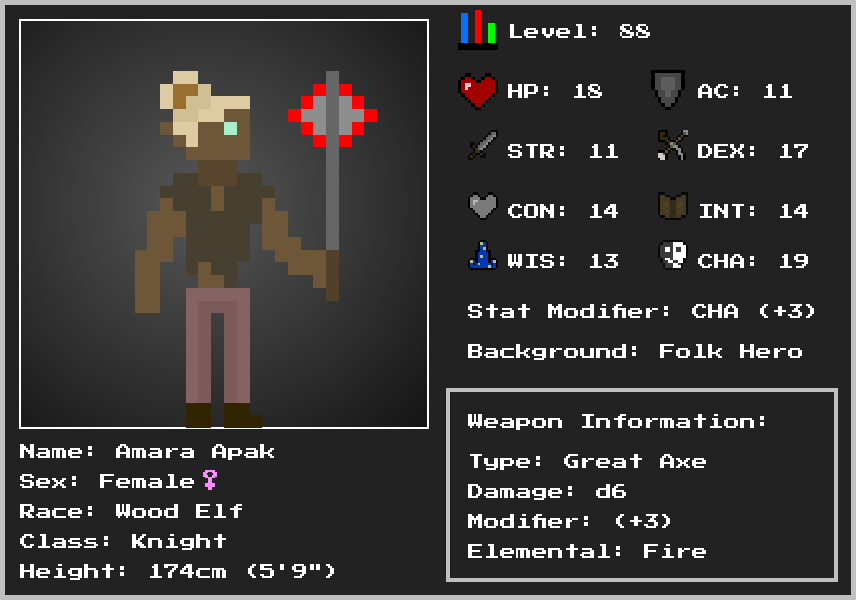 Level: 88
HP: 18
AC: 11
STR: 11
DEX: 17
CON: 14
INT: 14
WIS: 13
CHA: 19
Stat Modifier: CHA (+3)
Background: Folk Hero
Name: Amara Apak
Sex: Female♀
Race: Wood Elf
Class: Knight
Height: 174cm (5'9")
Weapon Information:
Type: Great Axe
Damage: d6
Modifier: (+3)
Elemental: Fire